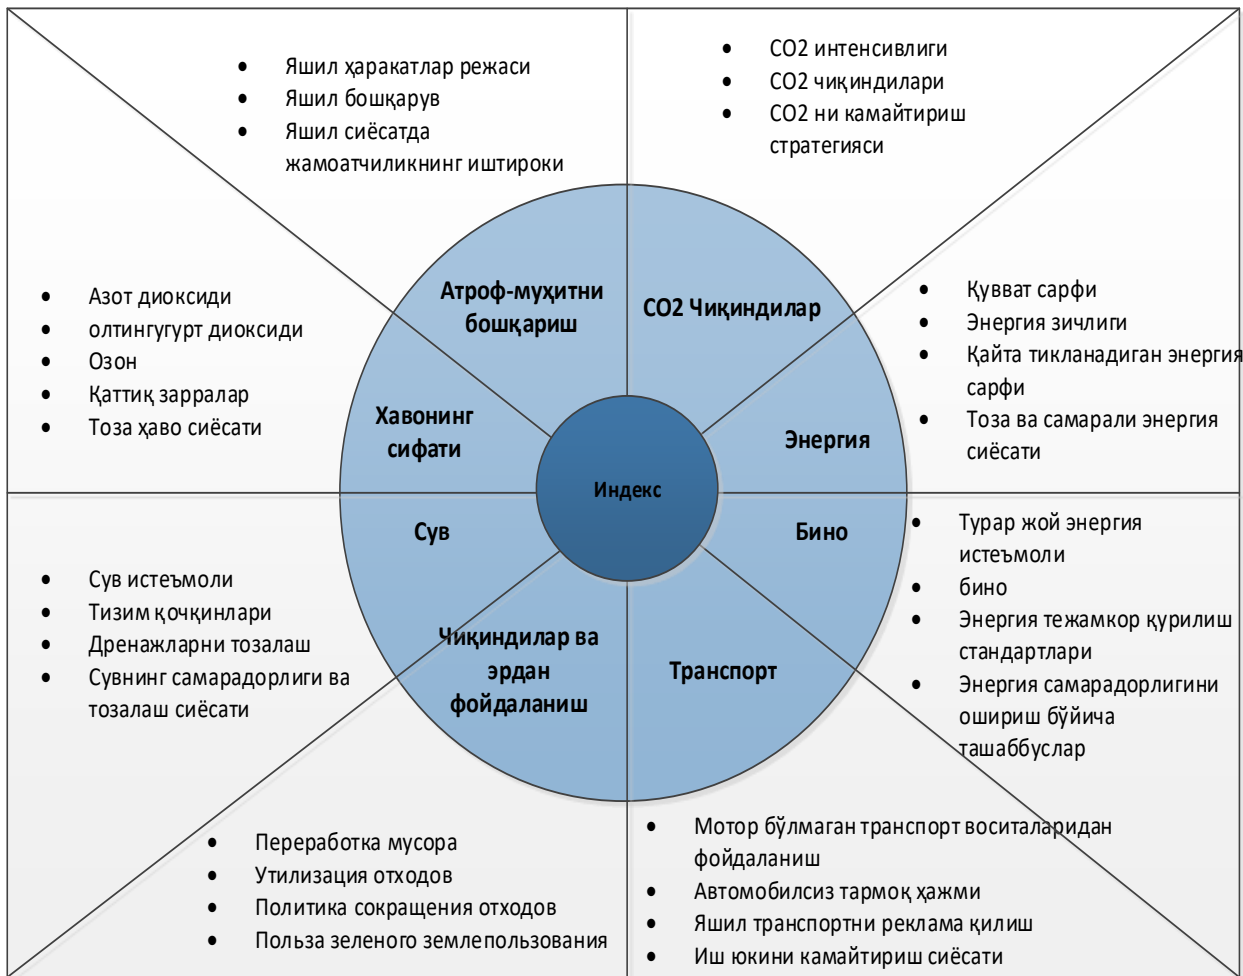 Яшил ҳаракатлар режаси
Яшил бошқарув
Яшил сиёсатда
жамоатчиликнинг иштироки
СО2 интенсивлиги
СО2 чиқиндилари
СО2 ни камайтириш
стратегияси
Атроф-муҳитни
бошқариш
СО2 Чиқиндилар
Азот диоксиди
олтингугурт диоксиди
Озон
Қаттиқ зарралар
Тоза ҳаво сиёсати
Қувват сарфи
Энергия зичлиги
Қайта тикланадиган энергия
сарфи
Тоза ва самарали энергия
сиёсати
Хавонинг
сифати
Энергия
Индекс
Сув
Бино
Сув истеъмоли
Тизим қочқинлари
Дренажларни тозалаш
Сувнинг самарадорлиги ва
тозалаш сиёсати
Турар жой энергия
истеъмоли
бино
Энергия тежамкор қурилиш
стандартлари
Энергия самарадорлигини
ошириш бўйича
ташаббуслар
Чиқиндилар ва
эрдан
фойдаланиш
Транспорт
Переработка мусора
Утилизация отходов
Политика сокращения отходов
Польза зеленого землепользования
Мотор бўлмаган транспорт воситаларидан
фойдаланиш
Автомобилсиз тармоқ ҳажми
Яшил транспортни реклама қилиш
Иш юкини камайтириш сиёсати